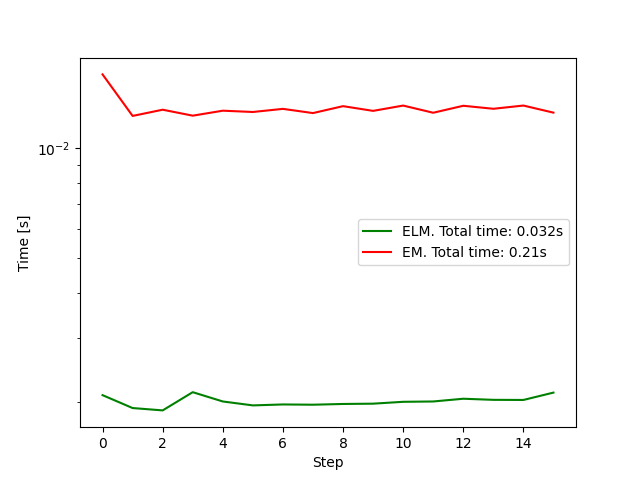 10⁻²
Time [s]
ELM. Total time: 0.032s
EM. Total time: 0.21s
0 2 4 6 8 10 12 14
Step